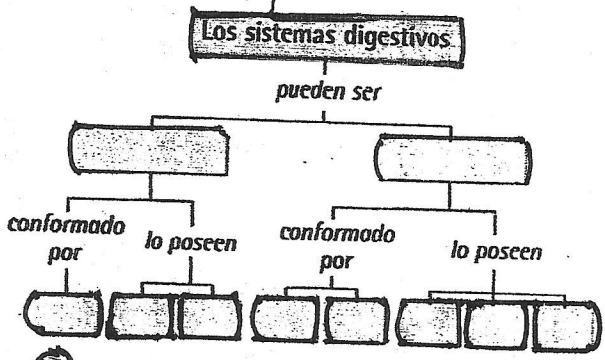 Los sistemas digestivos
pueden ser
conformado
por
lo poseen
conformado
por
lo poseen